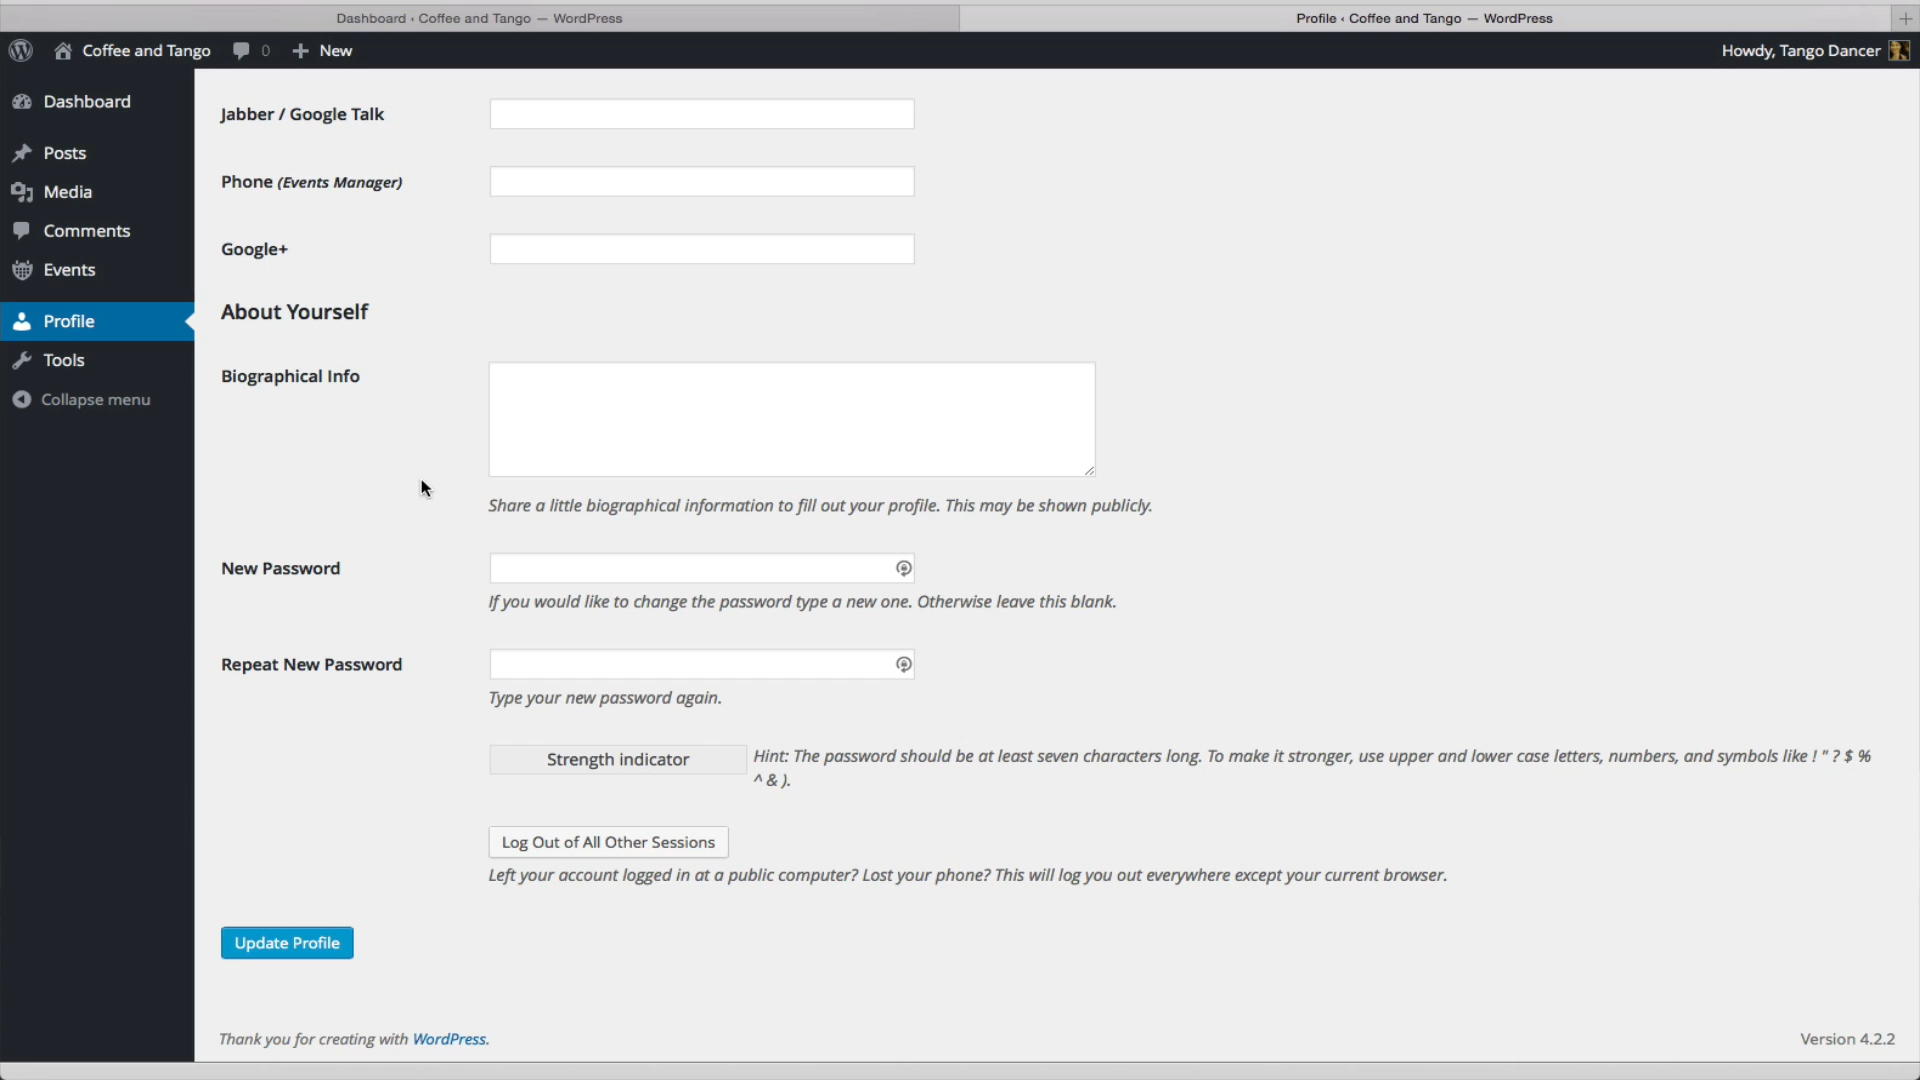 Dashboard ‹ Coffee and Tango — WordPress
Profile ‹ Coffee and Tango — WordPress
Coffee and Tango 0 New
Howdy, Tango Dancer
Dashboard
Posts
Media
Comments
Events
Profile
Tools
Collapse menu
Jabber / Google Talk
Phone (Events Manager)
Google+
About Yourself
Biographical Info
Share a little biographical information to fill out your profile. This may be shown publicly.
New Password
If you would like to change the password type a new one. Otherwise leave this blank.
Repeat New Password
Type your new password again.
Strength indicator
Hint: The password should be at least seven characters long. To make it stronger, use upper and lower case letters, numbers, and symbols like ! " ? $ %
^ & ).
Log Out of All Other Sessions
Left your account logged in at a public computer? Lost your phone? This will log you out everywhere except your current browser.
Update Profile
Thank you for creating with WordPress.
Version 4.2.2